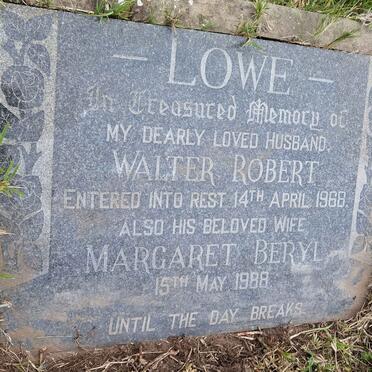 — LOWE —
In Treasured Memory of
MY DEARLY LOVED HUSBAND,
WALTER ROBERT
ENTERED INTO REST 14TH APRIL 1968.
ALSO HIS BELOVED WIFE
MARGARET BERYL
15TH MAY 1988
UNTIL THE DAY BREAKS.